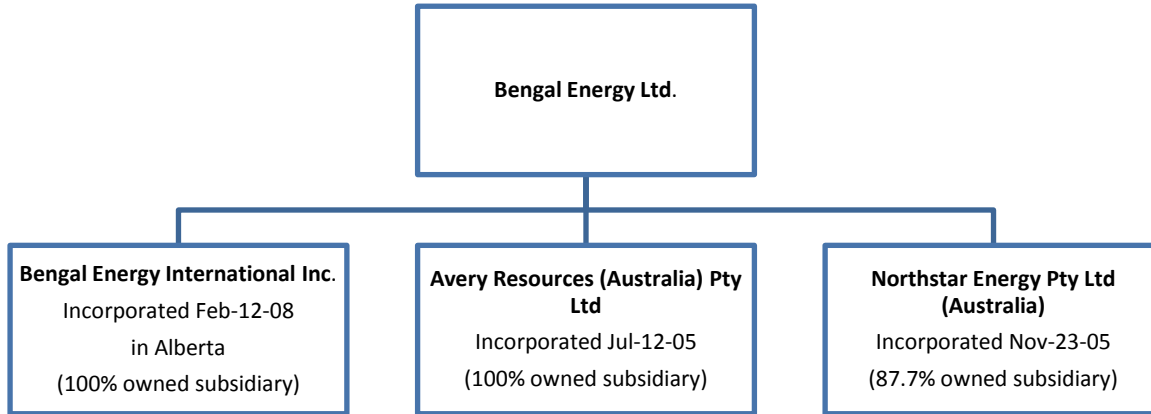 Bengal Energy Ltd.
Bengal Energy International Inc.
Incorporated Feb-12-08
in Alberta
(100% owned subsidiary)
Avery Resources (Australia) Pty
Ltd
Incorporated Jul-12-05
(100% owned subsidiary)
Northstar Energy Pty Ltd
(Australia)
Incorporated Nov-23-05
(87.7% owned subsidiary)